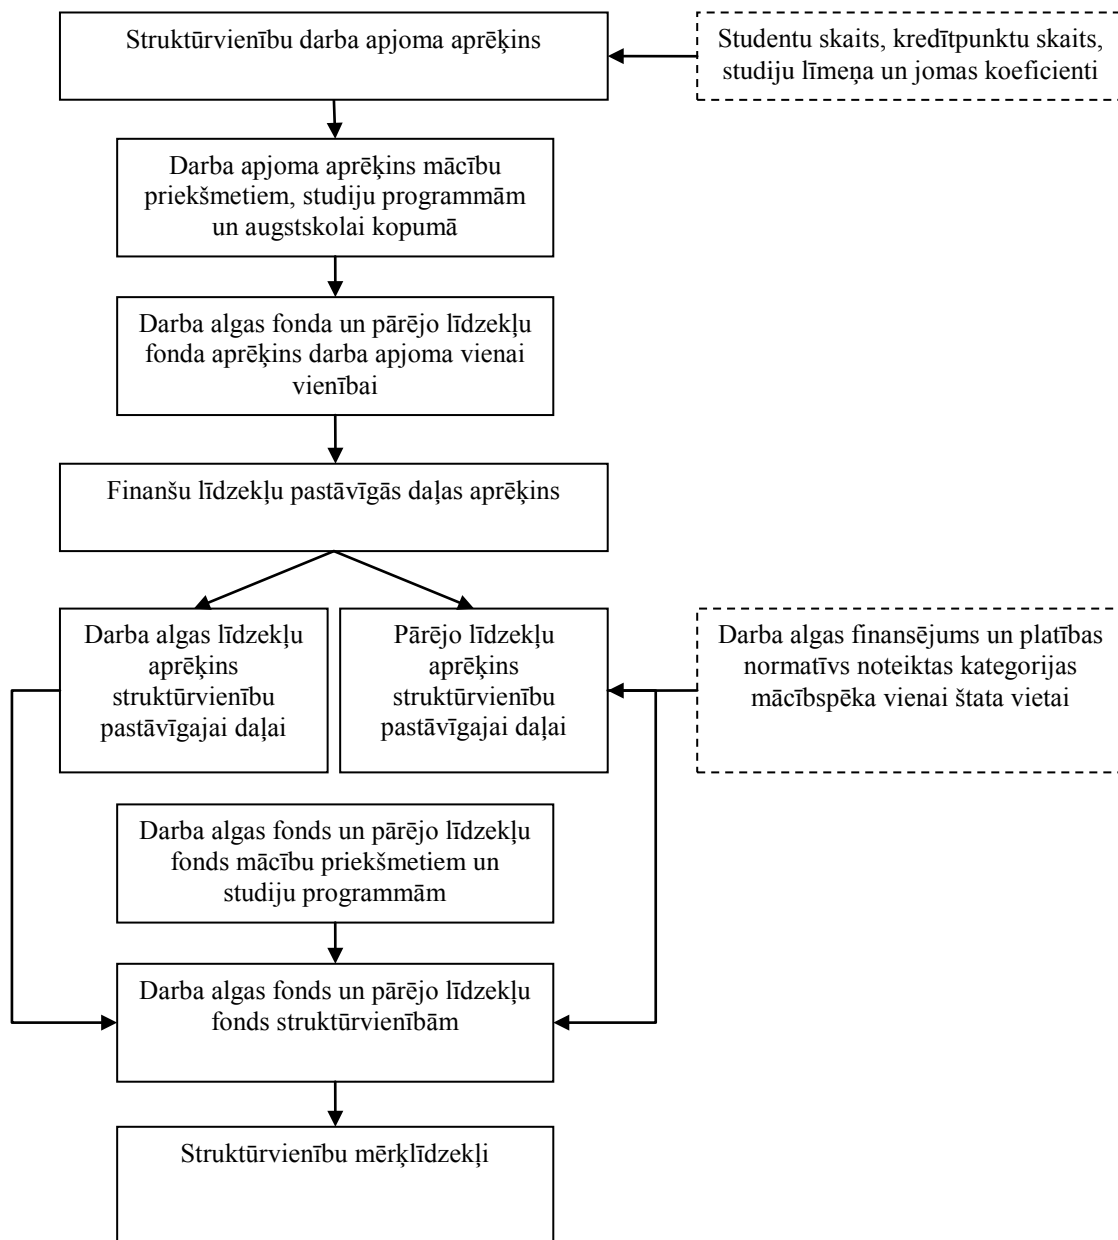 Struktūrvienību darba apjoma aprēķins
Studentu skaits, kredītpunktu skaits,
studiju līmeņa un jomas koeficienti
Darba apjoma aprēķins mācību
priekšmetiem, studiju programmām
un augstskolai kopumā
Darba algas fonda un pārējo līdzekļu
fonda aprēķins darba apjoma vienai
vienībai
Finanšu līdzekļu pastāvīgās daļas aprēķins
Darba algas līdzekļu
aprēķins
struktūrvienību
pastāvīgajai daļai
Pārējo līdzekļu
aprēķins
struktūrvienību
pastāvīgajai daļai
Darba algas finansējums un platības
normatīvs noteiktas kategorijas
mācībspēka vienai štata vietai
Darba algas fonds un pārējo līdzekļu
fonds mācību priekšmetiem un
studiju programmām
Darba algas fonds un pārējo līdzekļu
fonds struktūrvienībām
Struktūrvienību mērķlīdzekļi